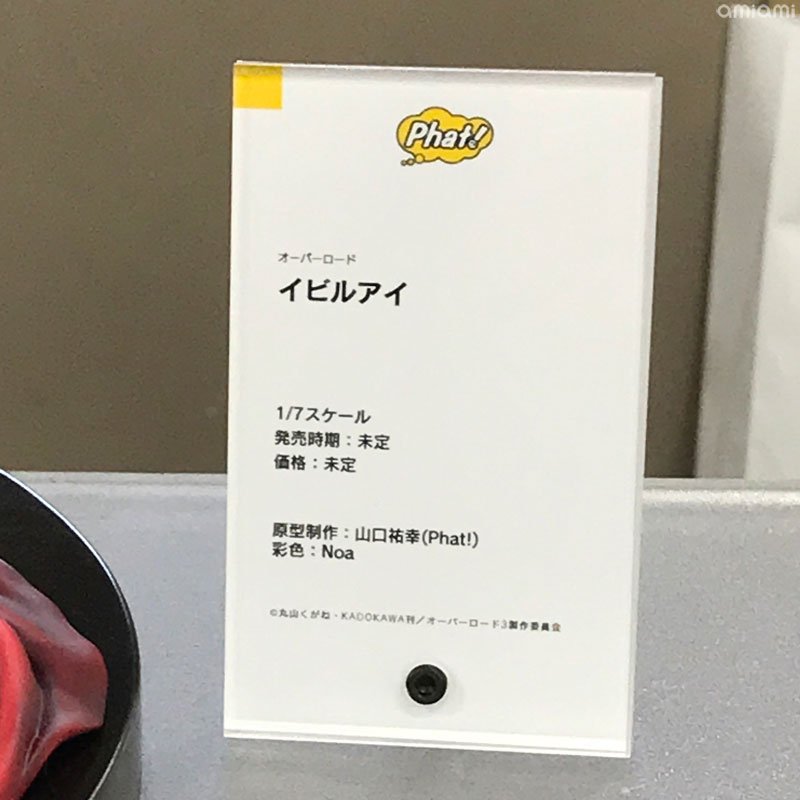 amiami
Phat!
オーバーロード
イビルアイ
1/7スケール
発売時期：未定
価格：未定
原型制作：山口祐幸(Phat!)
彩色：Noa
©丸山くがね・KADOKAWA刊／オーバーロード3製作委員会